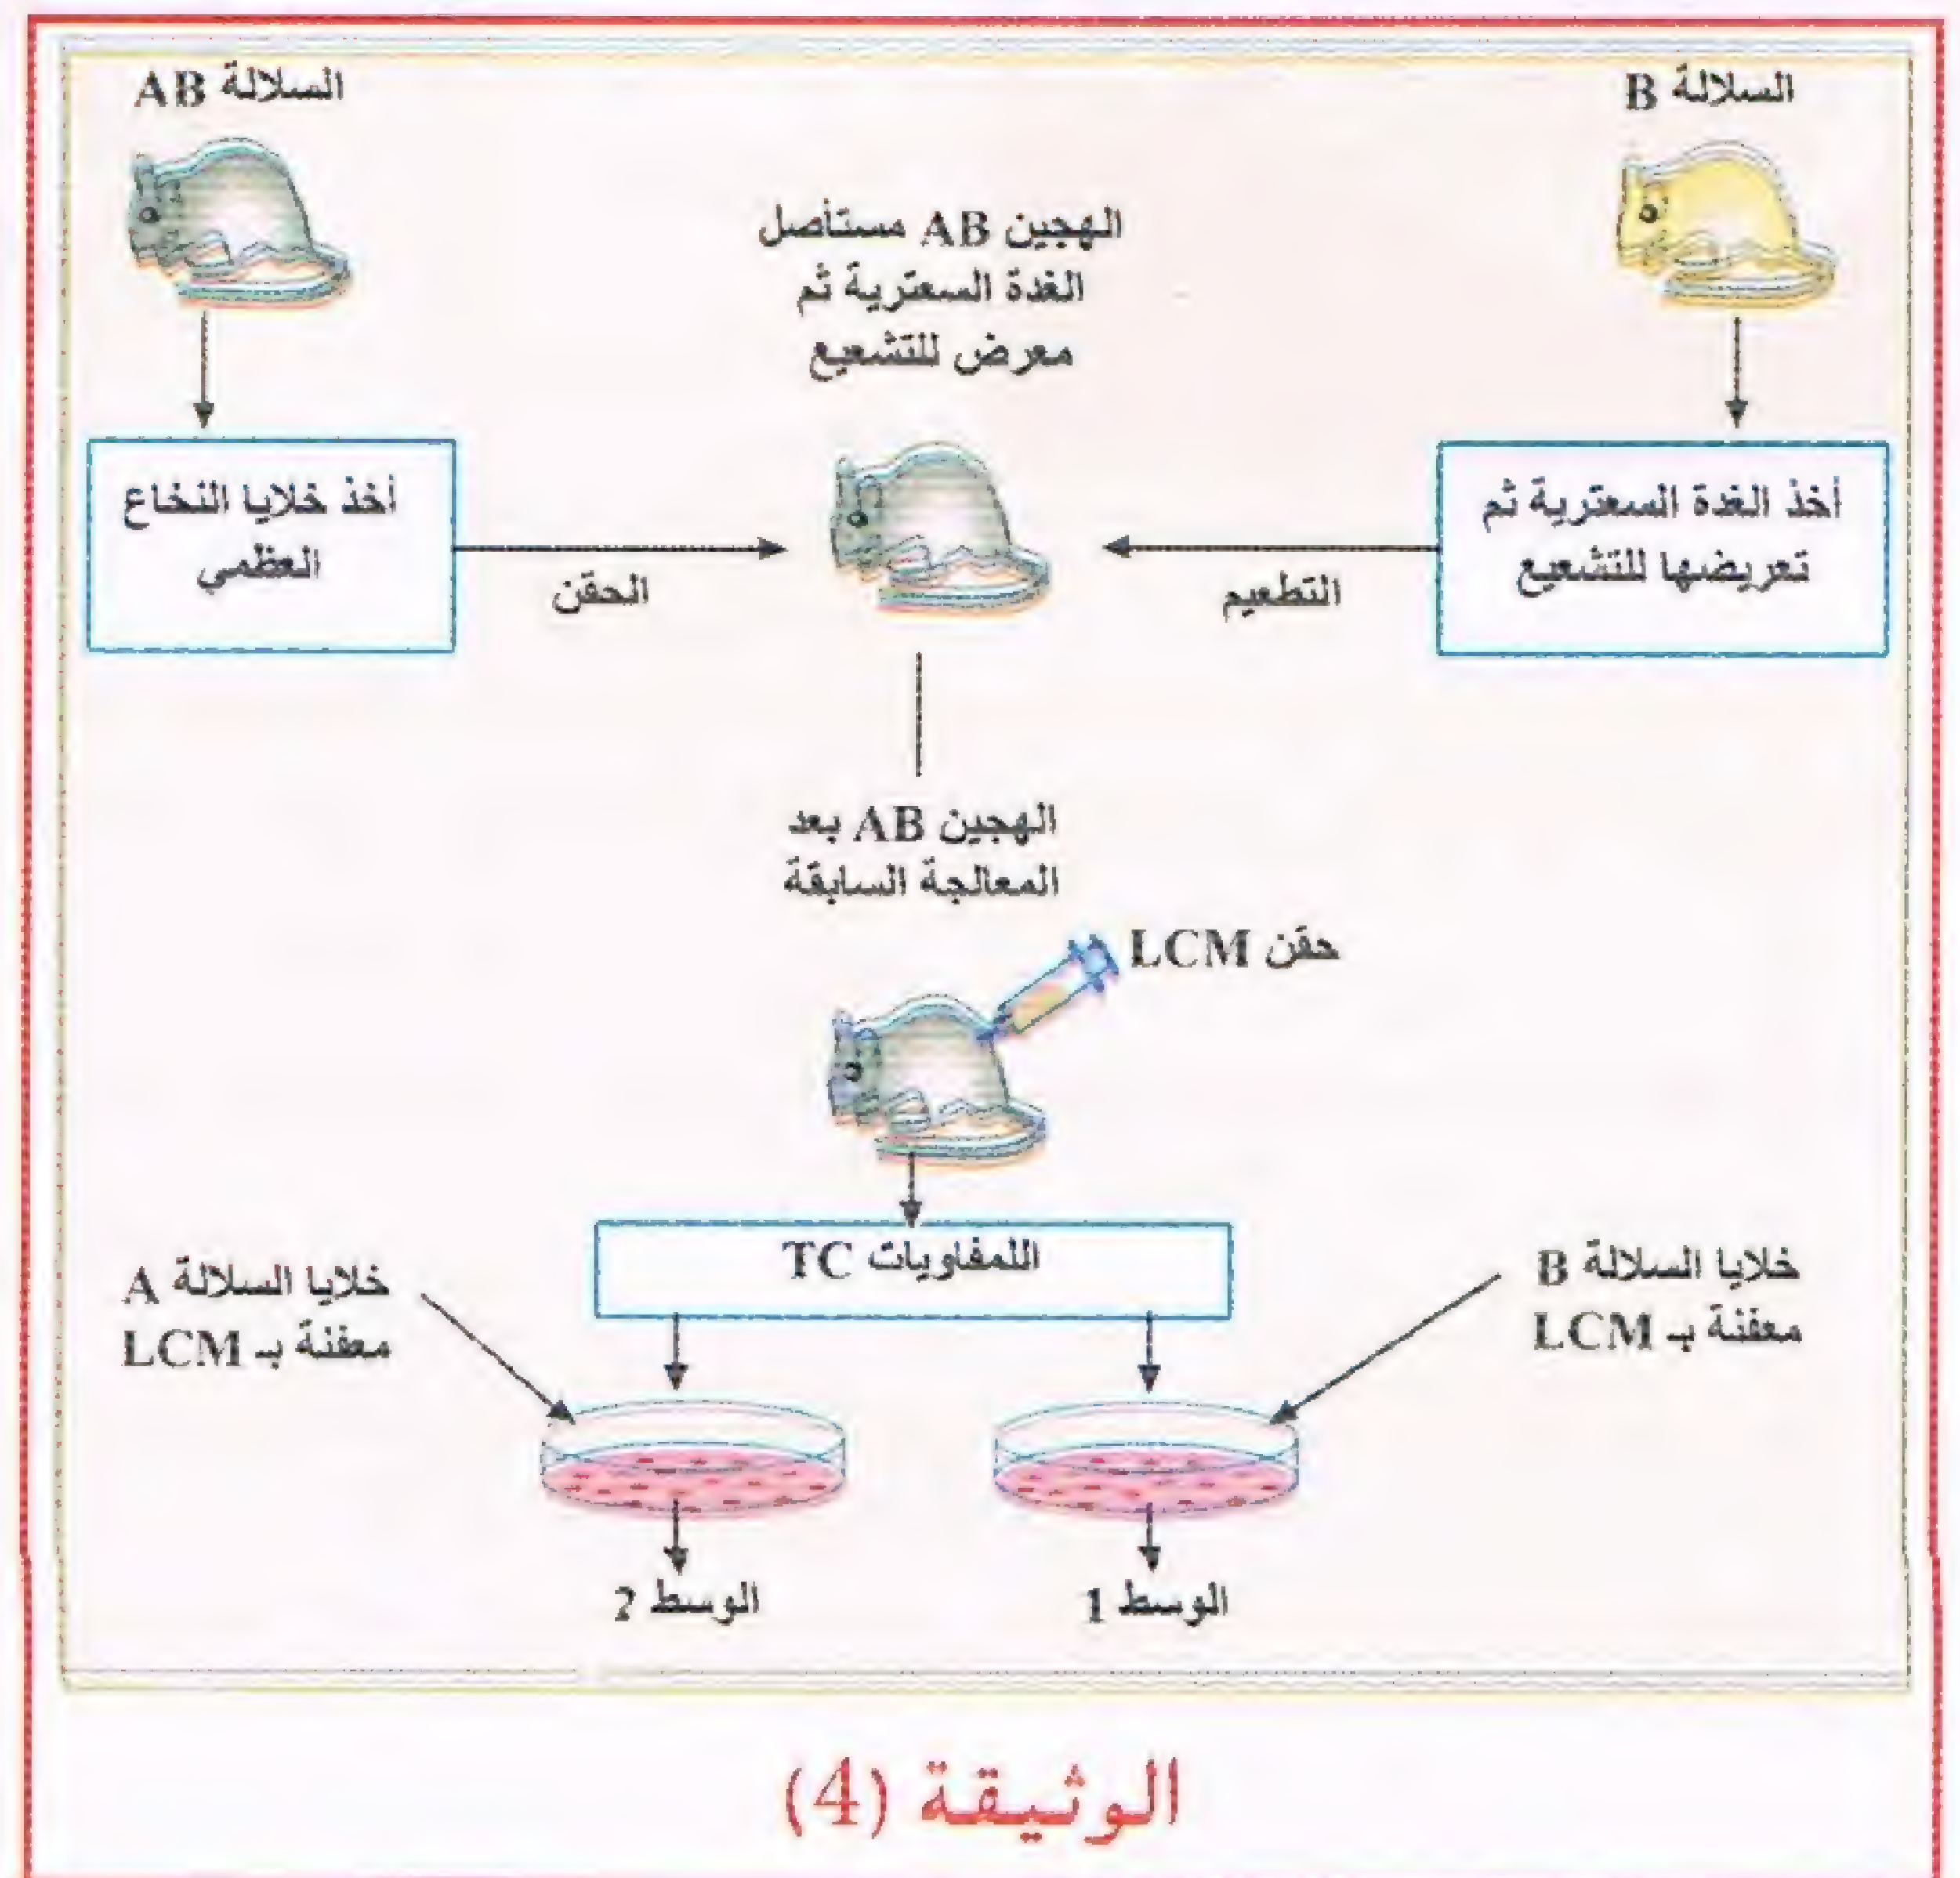 السلالة B
السلالة AB
الهجين AB مستأصل
الغدة السعترية ثم
معرض للتشعيع
أخذ الغدة السعترية ثم
تعريضها للتشعيع
التطعيم
أخذ خلايا النخاع
العظمي
الحقن
الهجين AB بعد
المعالجة السابقة
حقن LCM
اللمفاويات TC
خلايا السلالة B
معفنة بـ LCM
خلايا السلالة A
معفنة بـ LCM
الوسط 1
الوسط 2
الوثيقة (4)